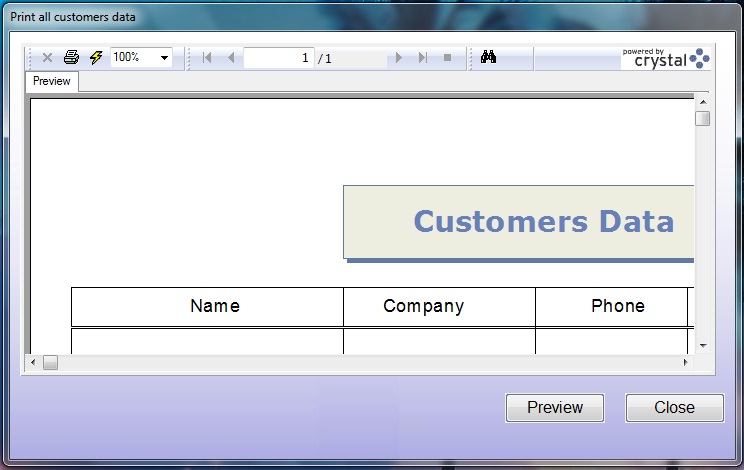 Print all customers data
100%
1 /1
powered by
crystal
Preview
Customers Data
Name Company Phone
Preview Close